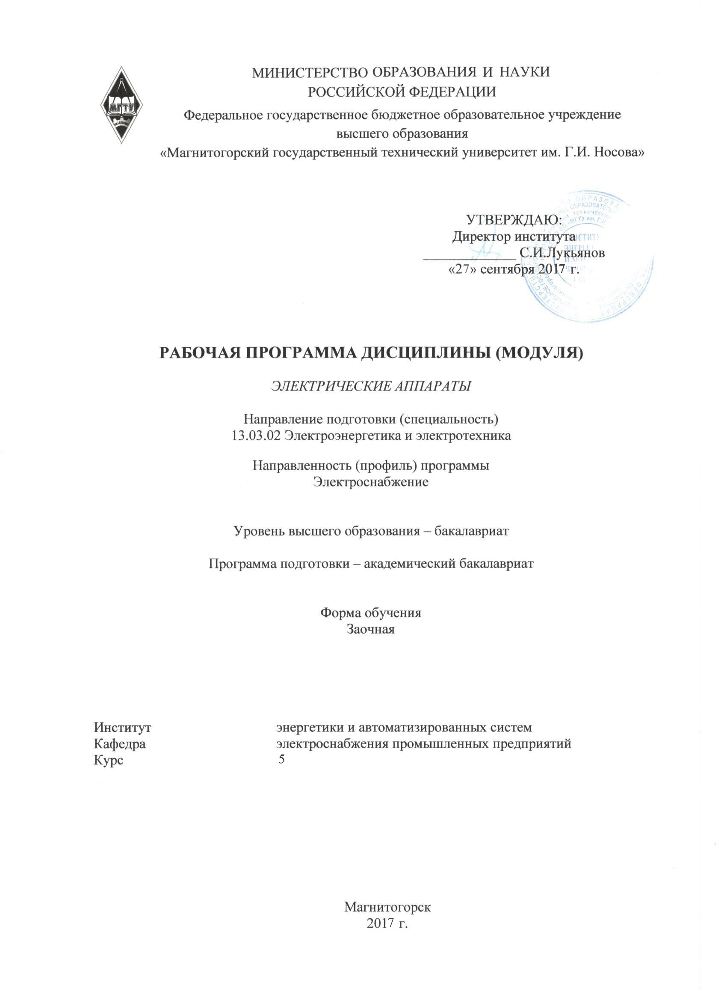 МИНИСТЕРСТВО ОБРАЗОВАНИЯ И НАУКИ
РОССИЙСКОЙ ФЕДЕРАЦИИ
Федеральное государственное бюджетное образовательное учреждение
высшего образования
«Магнитогорский государственный технический университет им. Г.И. Носова»
МГТУ
УТВЕРЖДАЮ:
Директор института
С.И.Лукьянов
«27» сентября 2017 г.
РАБОЧАЯ ПРОГРАММА ДИСЦИПЛИНЫ (МОДУЛЯ)
ЭЛЕКТРИЧЕСКИЕ АППАРАТЫ
Направление подготовки (специальность)
13.03.02 Электроэнергетика и электротехника
Направленность (профиль) программы
Электроснабжение
Уровень высшего образования – бакалавриат
Программа подготовки – академический бакалавриат
Форма обучения
Заочная
Институт энергетики и автоматизированных систем
Кафедра электроснабжения промышленных предприятий
Курс 5
Магнитогорск
2017 г.